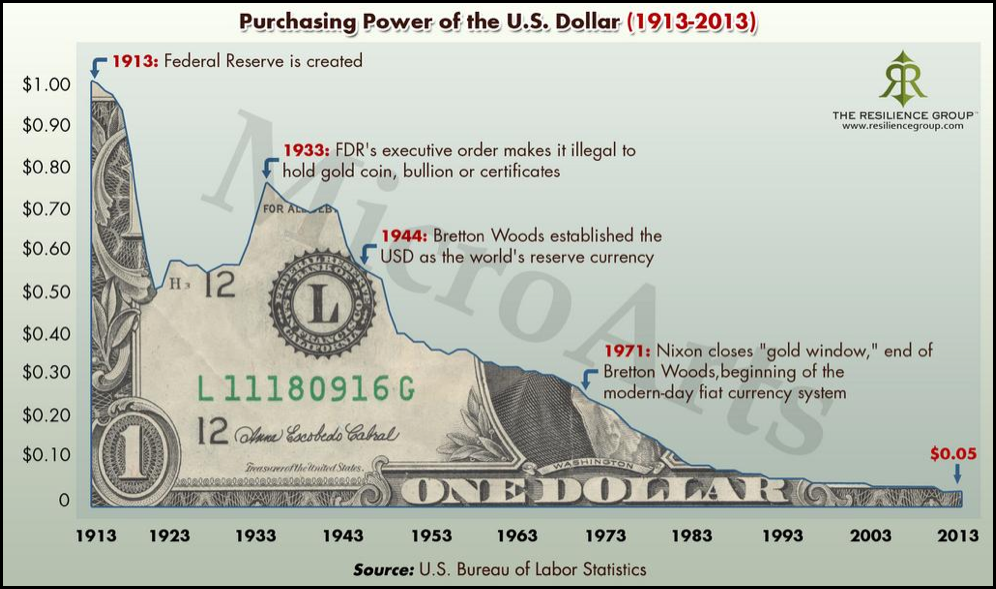 Purchasing Power of the U.S. Dollar (1913-2013)
1913: Federal Reserve is created
THE RESILIENCE GROUP
www.resiliencegroup.com
$1.00
$0.90
$0.80
$0.70
$0.60
$0.50
$0.40
$0.30
$0.20
$0.10
0
1933: FDR's executive order makes it illegal to
hold gold coin, bullion or certificates
FOR ALL DEB
1944: Bretton Woods established the
USD as the world's reserve currency
H 3 12
L
1971: Nixon closes "gold window," end of
Bretton Woods,beginning of the
modern-day fiat currency system
L 11180916 G
12 Anna Escobedo Cabral
Treasurer of the United States.
1
WASHINGTON
ONE DOLLAR
$0.05
MicroArts
1913 1923 1933 1943 1953 1963 1973 1983 1993 2003 2013
Source: U.S. Bureau of Labor Statistics